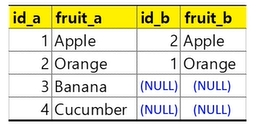 id_a fruit_a id_b fruit_b
1 Apple 2 Apple
2 Orange 1 Orange
3 Banana (NULL) (NULL)
4 Cucumber (NULL) (NULL)